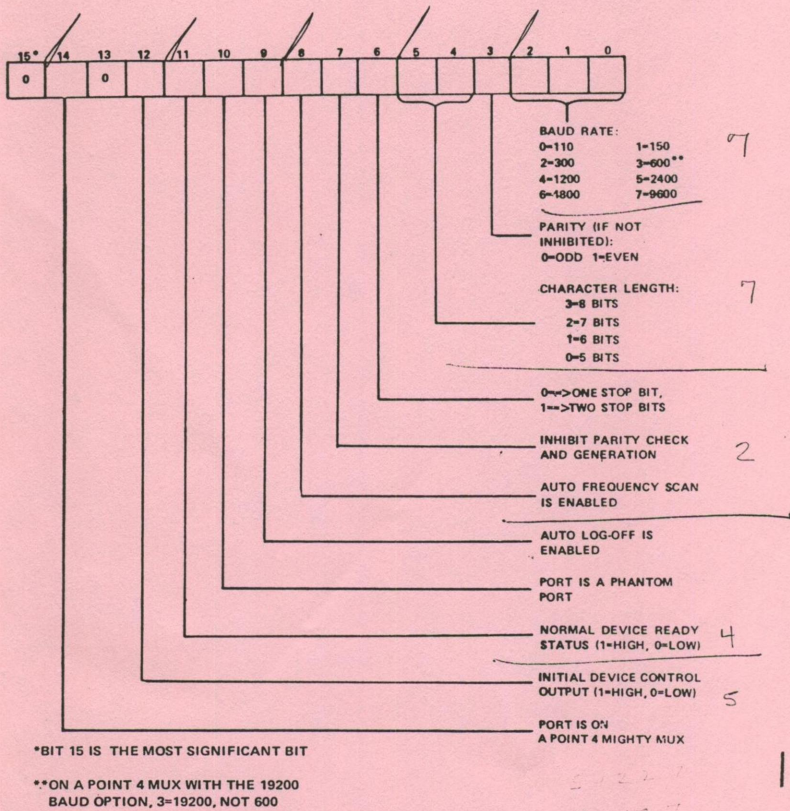 15* 14 13 12 11 10 9 8 7 6 5 4 3 2 1 0
0 0
BAUD RATE:
0=110 1=150
2=300 3=600**
4=1200 5=2400
6=4800 7=9600
7
PARITY (IF NOT
INHIBITED):
0=ODD 1=EVEN
CHARACTER LENGTH:
3=8 BITS
2=7 BITS
1=6 BITS
0=5 BITS
7
0==>ONE STOP BIT,
1==>TWO STOP BITS
INHIBIT PARITY CHECK
AND GENERATION
2
AUTO FREQUENCY SCAN
IS ENABLED
AUTO LOG-OFF IS
ENABLED
PORT IS A PHANTOM
PORT
NORMAL DEVICE READY
STATUS (1=HIGH, 0=LOW)
4
INITIAL DEVICE CONTROL
OUTPUT (1=HIGH, 0=LOW)
5
PORT IS ON
A POINT 4 MIGHTY MUX
*BIT 15 IS THE MOST SIGNIFICANT BIT
**ON A POINT 4 MUX WITH THE 19200
BAUD OPTION, 3=19200, NOT 600